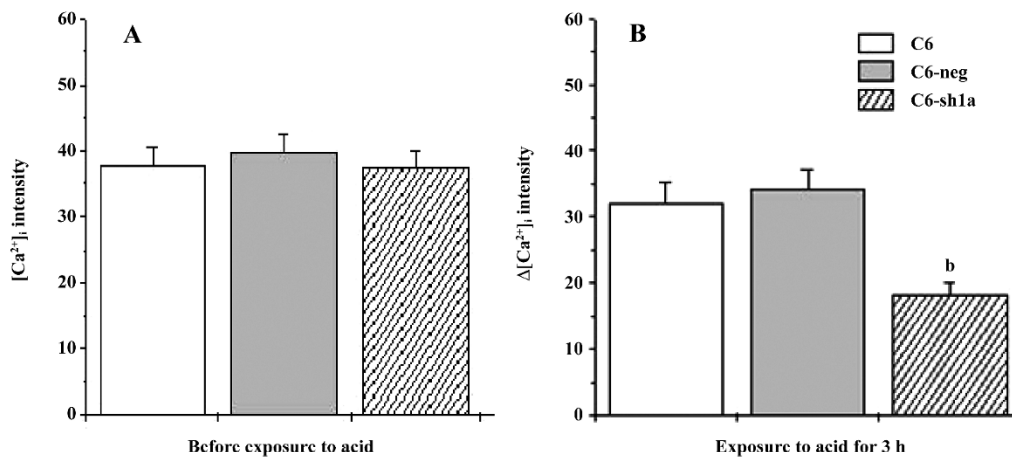 A
60
50
40
30
20
10
0
[Ca²⁺]ᵢ intensity
Before exposure to acid
B
60
50
40
30
20
10
0
Δ[Ca²⁺]ᵢ intensity
C6
C6-neg
C6-sh1a
b
Exposure to acid for 3 h